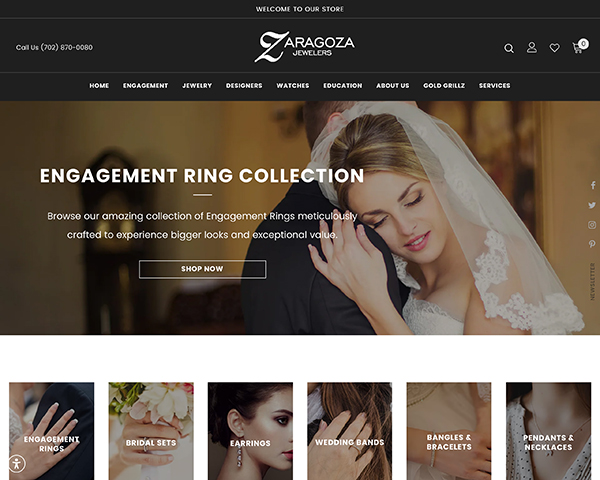 WELCOME TO OUR STORE
Call Us (702) 870-0080
ZARAGOZA
JEWELERS
0
HOME ENGAGEMENT JEWELRY DESIGNERS WATCHES EDUCATION ABOUT US GOLD GRILLZ SERVICES
ENGAGEMENT RING COLLECTION
Browse our amazing collection of Engagement Rings meticulously
crafted to experience bigger looks and exceptional value.
SHOP NOW
NEWSLETTER
ENGAGEMENT
RINGS
BRIDAL SETS
EARRINGS
WEDDING BANDS
BANGLES &
BRACELETS
PENDANTS &
NECKLACES